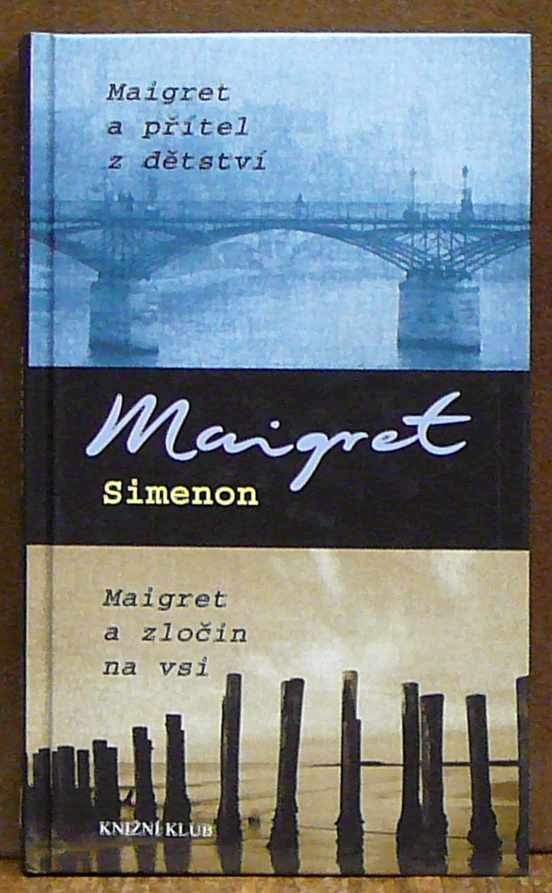 Maigret
a přítel
z dětství
Maigret
Simenon
Maigret
a zločin
na vsi
KNIŽNÍ KLUB